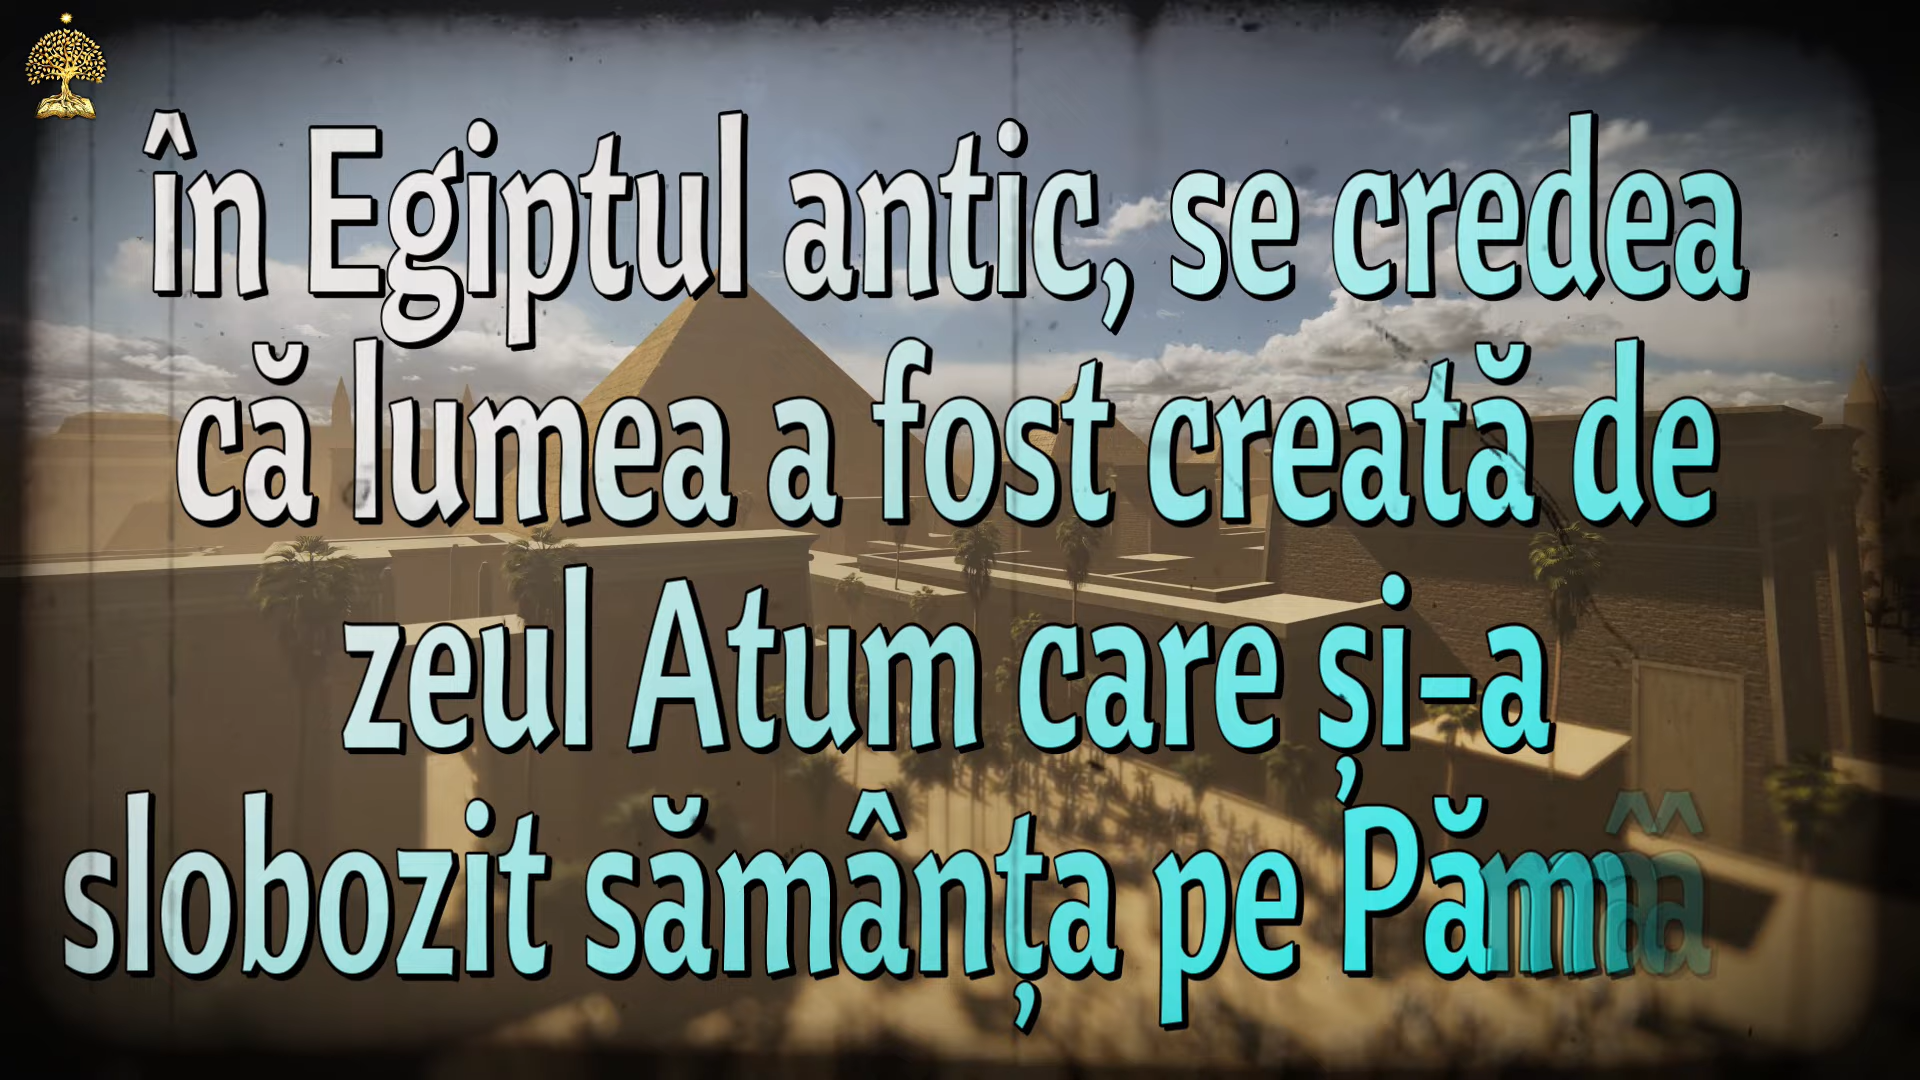 în Egiptul antic, se credea
că lumea a fost creată de
zeul Atum care și-a
slobozit sămânța pe